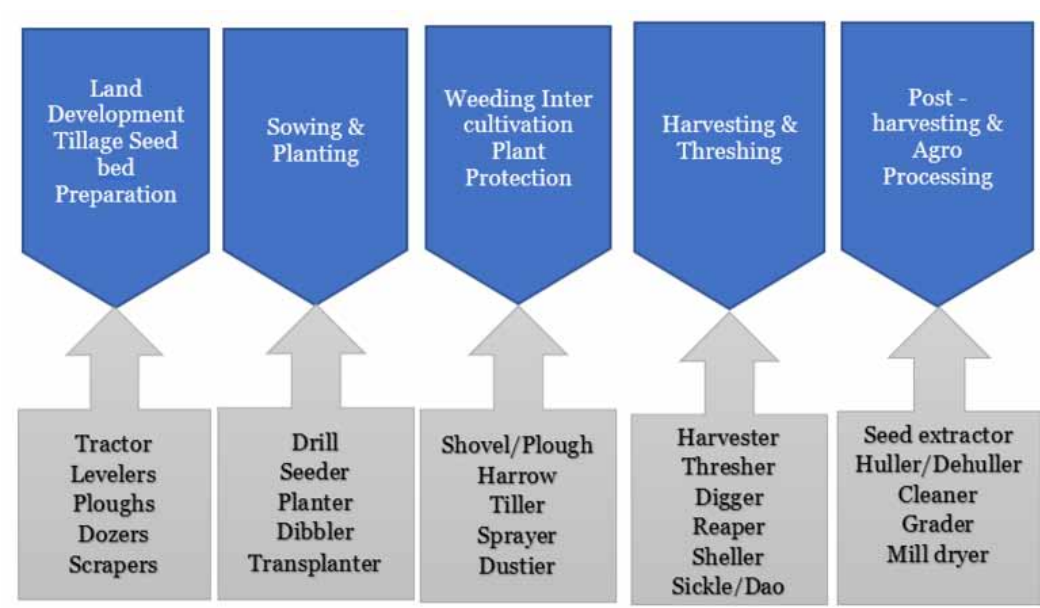 Land
Development
Tillage Seed
bed
Preparation
Sowing &
Planting
Weeding Inter
cultivation
Plant
Protection
Harvesting &
Threshing
Post -
harvesting &
Agro
Processing
Tractor
Levelers
Ploughs
Dozers
Scrapers
Drill
Seeder
Planter
Dibbler
Transplanter
Shovel/Plough
Harrow
Tiller
Sprayer
Dustier
Harvester
Thresher
Digger
Reaper
Sheller
Sickle/Dao
Seed extractor
Huller/Dehuller
Cleaner
Grader
Mill dryer